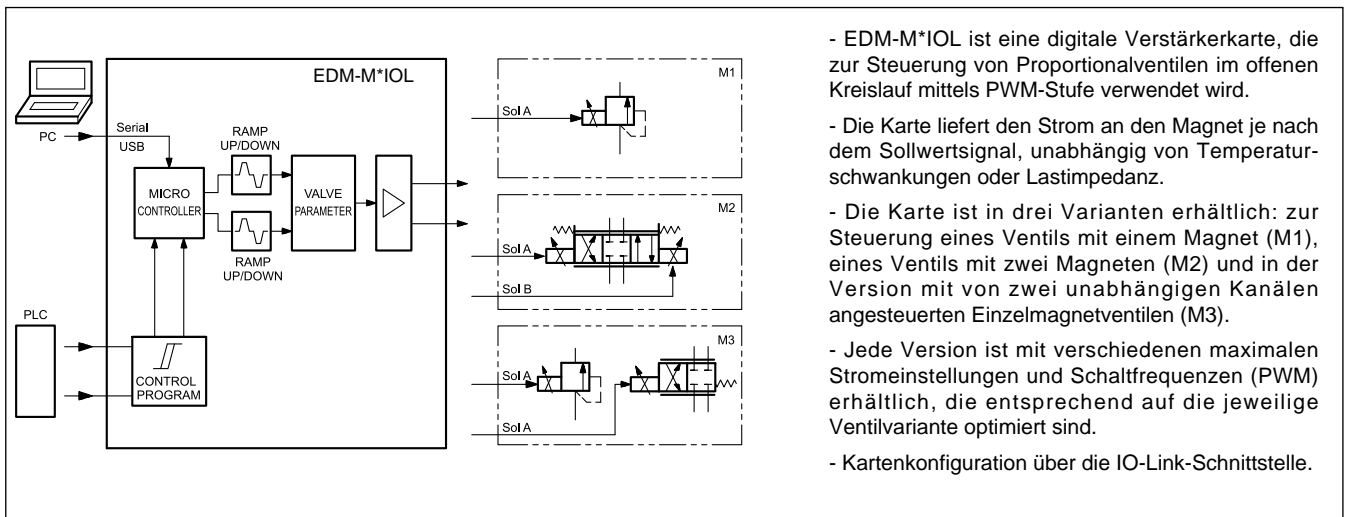 EDM-M*IOL
PC
Serial
USB
RAMP
UP/DOWN
MICRO
CONTROLLER
VALVE
PARAMETER
RAMP
UP/DOWN
PLC
CONTROL
PROGRAM
M1
Sol A
M2
Sol A
Sol B
M3
Sol A
Sol A
- EDM-M*IOL ist eine digitale Verstärkerkarte, die
zur Steuerung von Proportionalventilen im offenen
Kreislauf mittels PWM-Stufe verwendet wird.
- Die Karte liefert den Strom an den Magnet je nach
dem Sollwertsignal, unabhängig von Temperatur-
schwankungen oder Lastimpedanz.
- Die Karte ist in drei Varianten erhältlich: zur
Steuerung eines Ventils mit einem Magnet (M1),
eines Ventils mit zwei Magneten (M2) und in der
Version mit von zwei unabhängigen Kanälen
angesteuerten Einzelmagnetventilen (M3).
- Jede Version ist mit verschiedenen maximalen
Stromeinstellungen und Schaltfrequenzen (PWM)
erhältlich, die entsprechend auf die jeweilige
Ventilvariante optimiert sind.
- Kartenkonfiguration über die IO-Link-Schnittstelle.